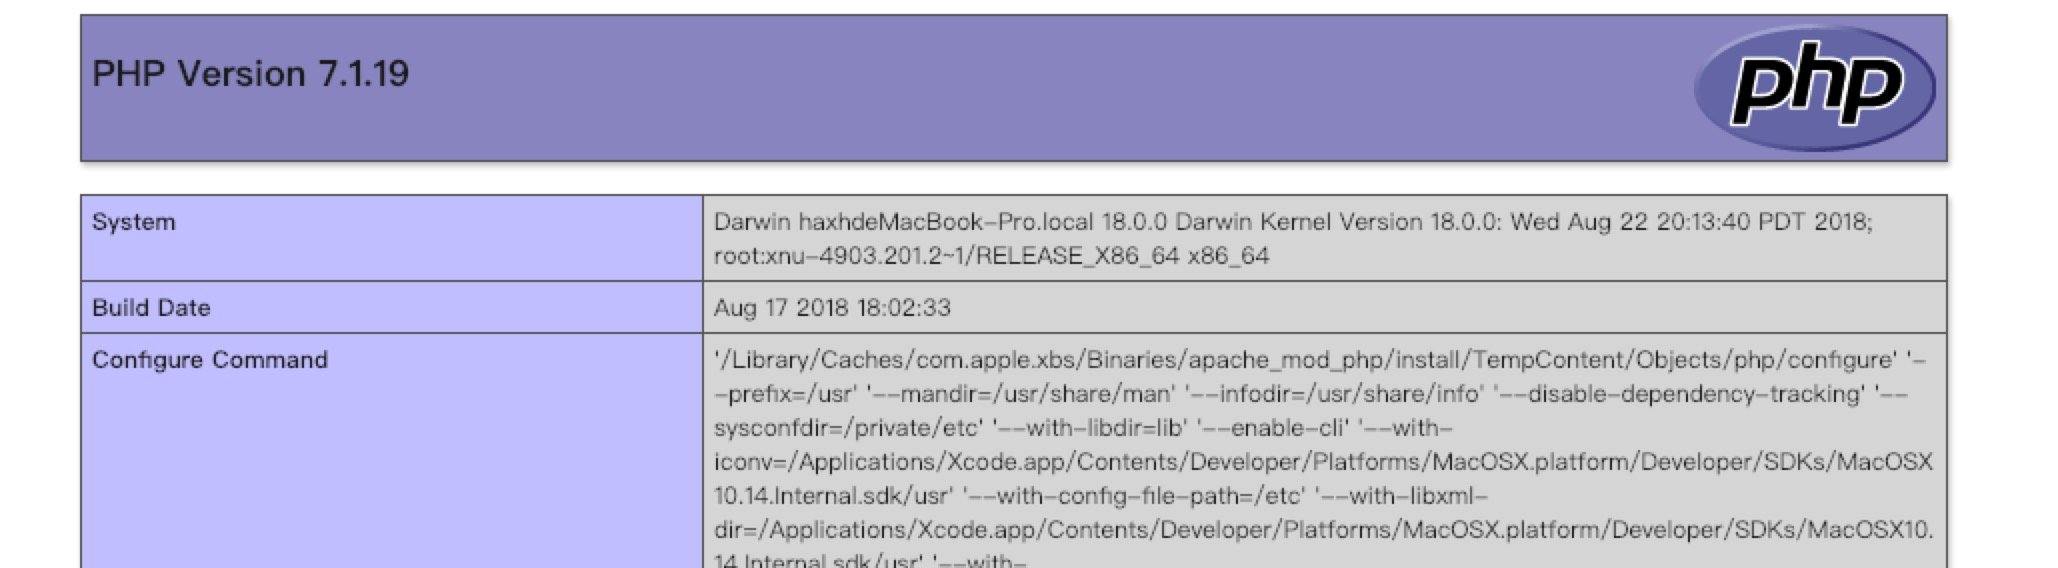 PHP Version 7.1.19
php
System
Darwin haxhdeMacBook-Pro.local 18.0.0 Darwin Kernel Version 18.0.0: Wed Aug 22 20:13:40 PDT 2018;
root:xnu-4903.201.2~1/RELEASE_X86_64 x86_64
Build Date
Aug 17 2018 18:02:33
Configure Command
'/Library/Caches/com.apple.xbs/Binaries/apache_mod_php/install/TempContent/Objects/php/configure' '-
-prefix=/usr' '--mandir=/usr/share/man' '--infodir=/usr/share/info' '--disable-dependency-tracking' '--
sysconfdir=/private/etc' '--with-libdir=lib' '--enable-cli' '--with-
iconv=/Applications/Xcode.app/Contents/Developer/Platforms/MacOSX.platform/Developer/SDKs/MacOSX
10.14.Internal.sdk/usr' '--with-config-file-path=/etc' '--with-libxml-
dir=/Applications/Xcode.app/Contents/Developer/Platforms/MacOSX.platform/Developer/SDKs/MacOSX10.
14.Internal.sdk/usr' '--with-